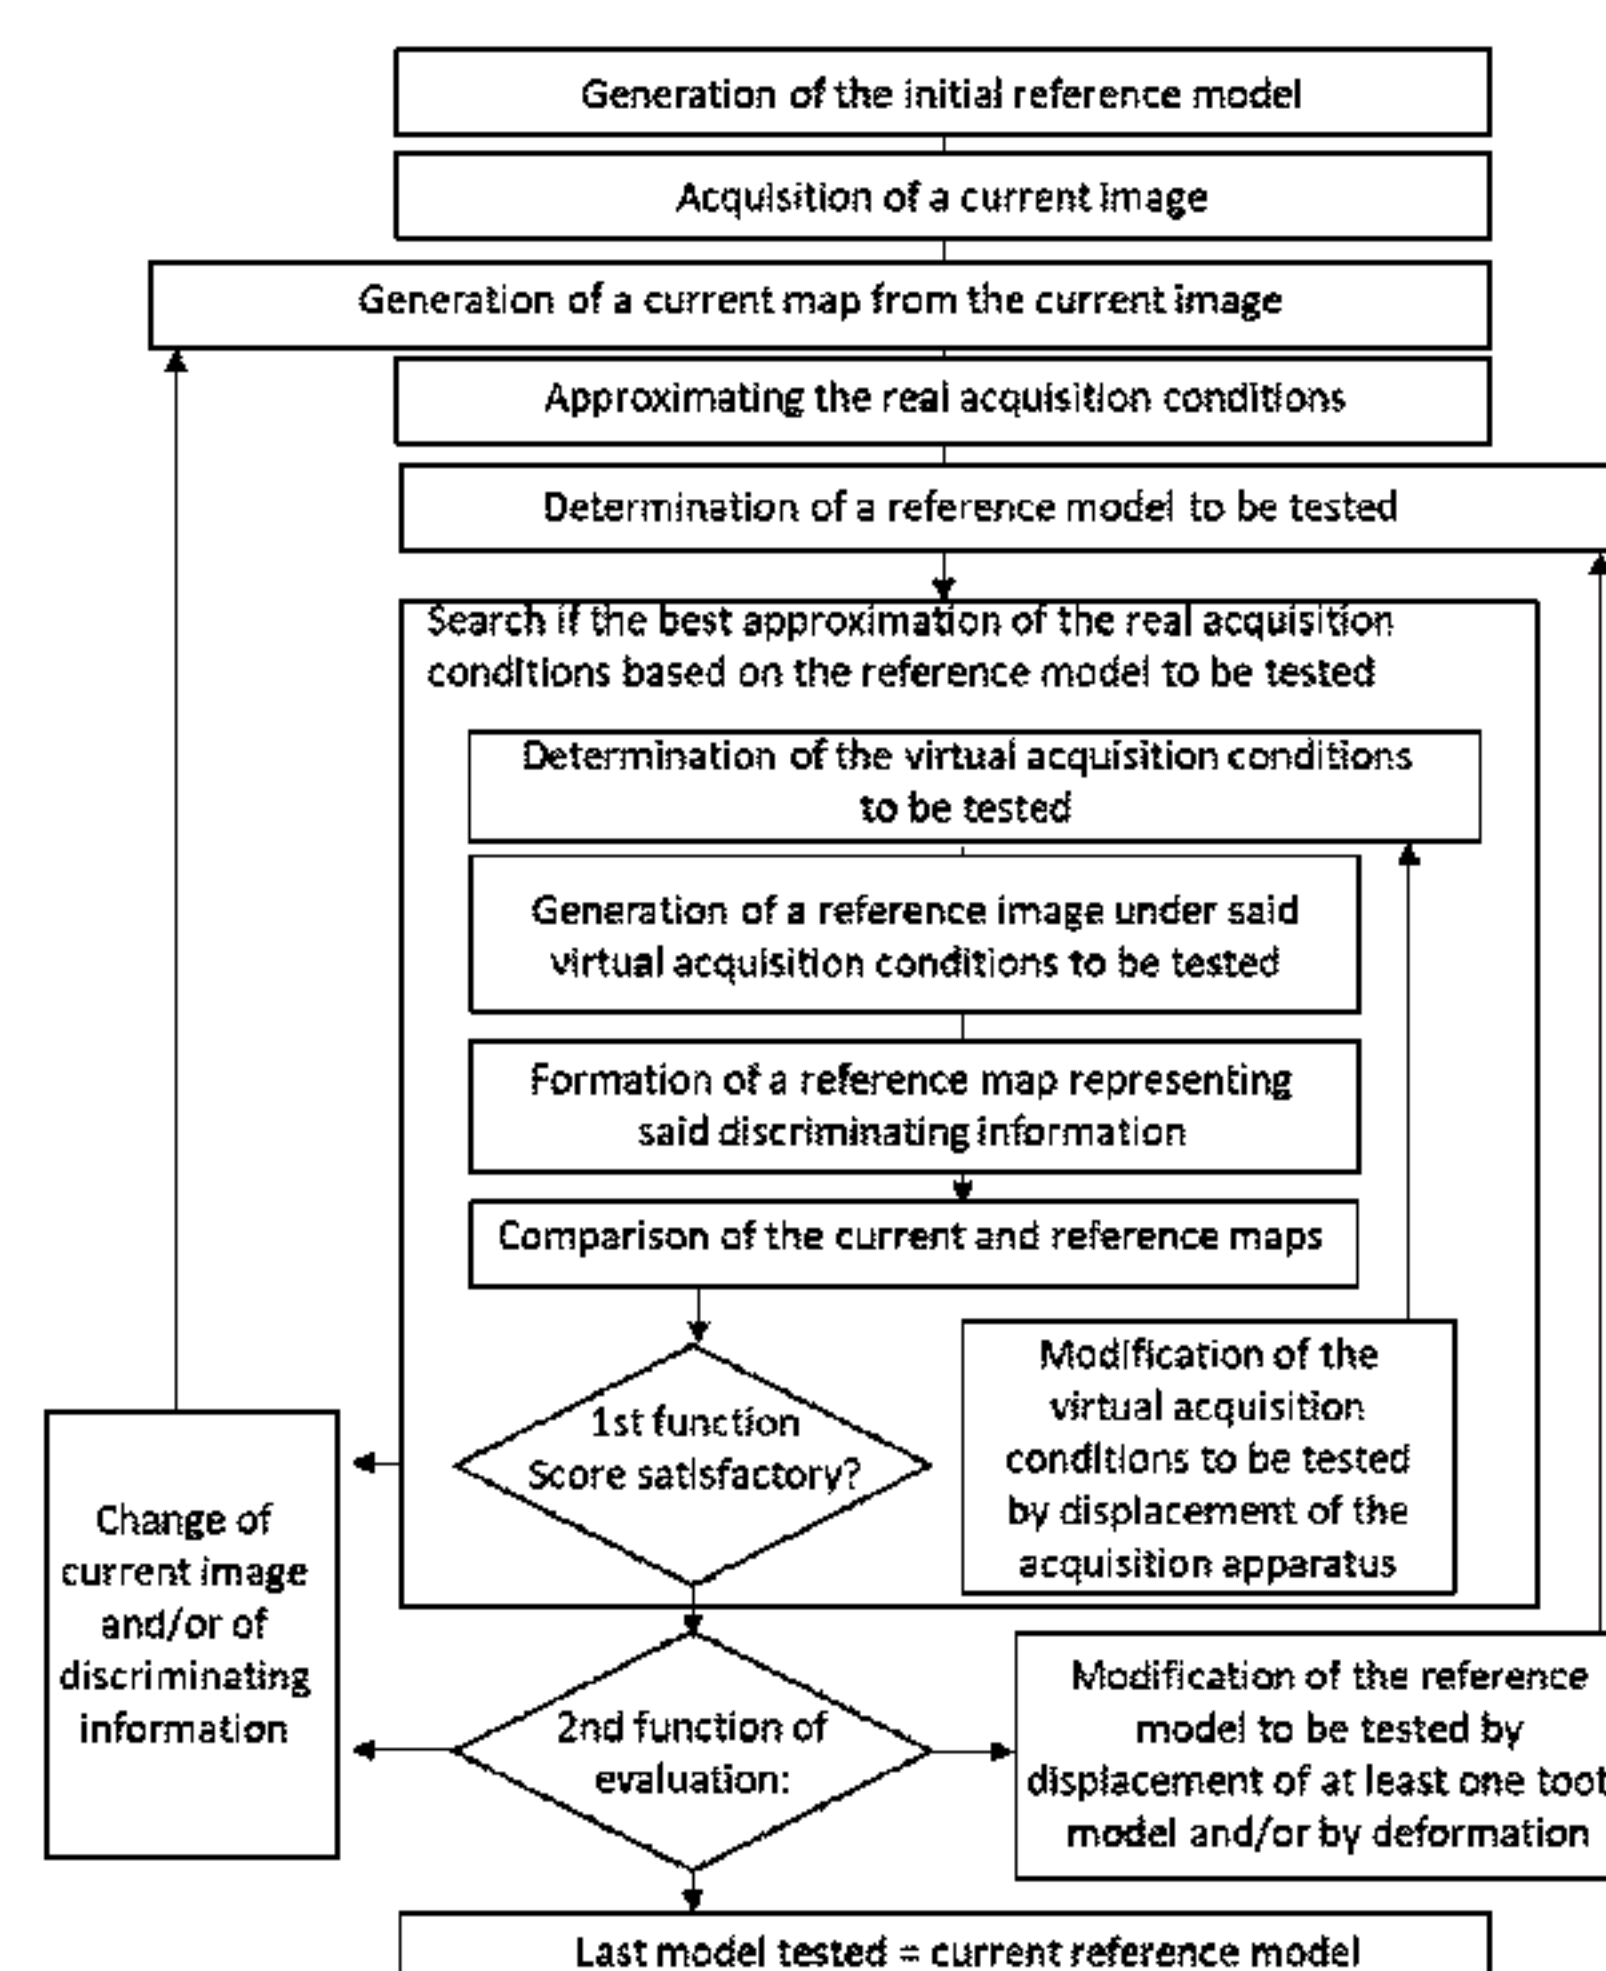 Generation of the initial reference model
Acquisition of a current image
Generation of a current map from the current image
Approximating the real acquisition conditions
Determination of a reference model to be tested
Search if the best approximation of the real acquisition
conditions based on the reference model to be tested
Determination of the virtual acquisition conditions
to be tested
Generation of a reference image under said
virtual acquisition conditions to be tested
Formation of a reference map representing
said discriminating information
Comparison of the current and reference maps
1st function
Score satisfactory?
Modification of the
virtual acquisition
conditions to be tested
by displacement of the
acquisition apparatus
Change of
current image
and/or of
discriminating
information
2nd function of
evaluation:
Modification of the reference
model to be tested by
displacement of at least one toot
model and/or by deformation
Last model tested = current reference model